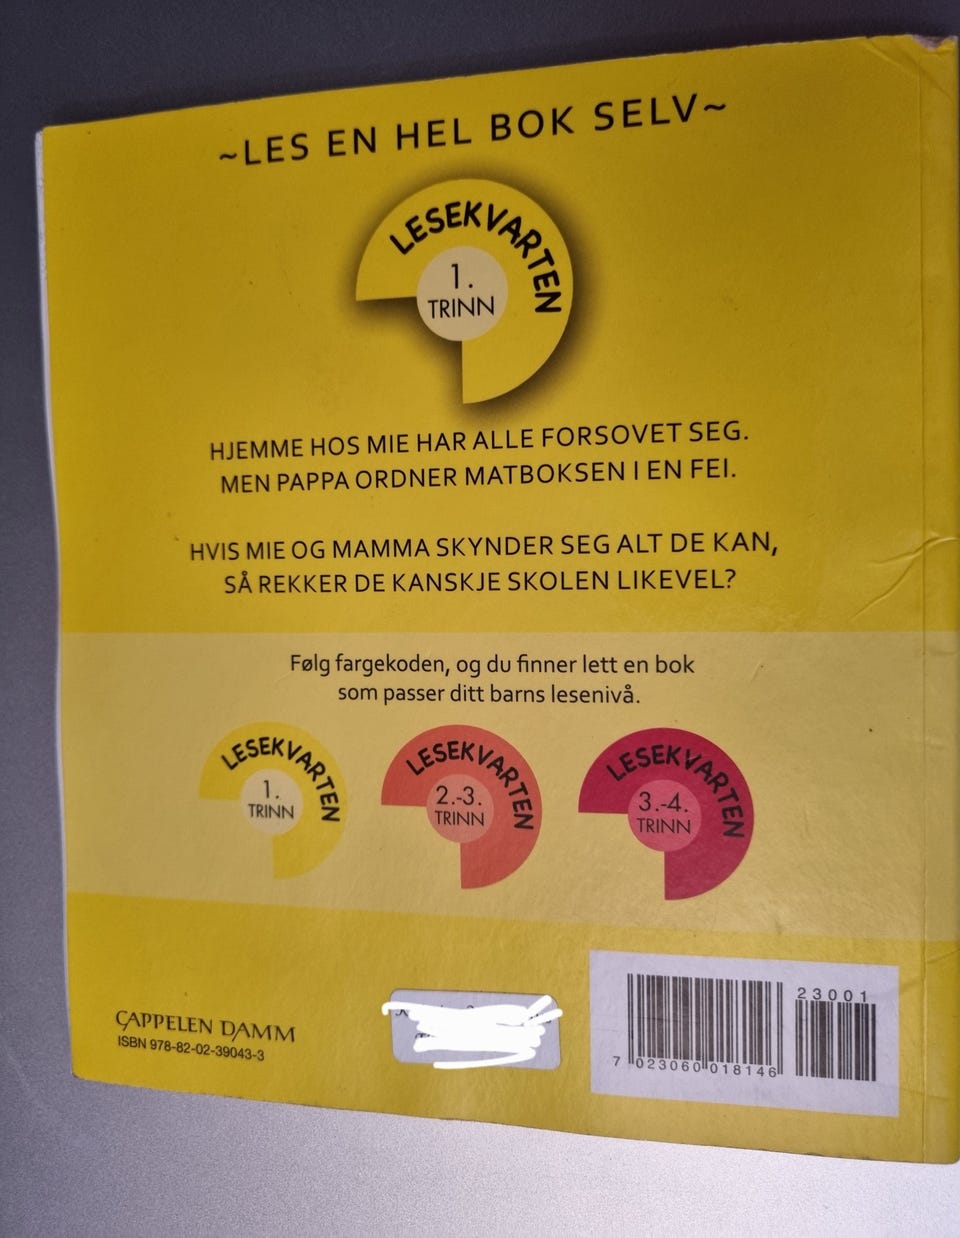 ~LES EN HEL BOK SELV~
LESEKVARTEN
1.
TRINN
HJEMME HOS MIE HAR ALLE FORSOVET SEG.
MEN PAPPA ORDNER MATBOKSEN I EN FEI.
HVIS MIE OG MAMMA SKYNDER SEG ALT DE KAN,
SÅ REKKER DE KANSKJE SKOLEN LIKEVEL?
Følg fargekoden, og du finner lett en bok
som passer ditt barns lesenivå.
LESEKVARTEN
1.
TRINN
LESEKVARTEN
2.-3.
TRINN
LESEKVARTEN
3.-4.
TRINN
CAPPELEN DAMM
ISBN 978-82-02-39043-3
23001
7 023060 018146